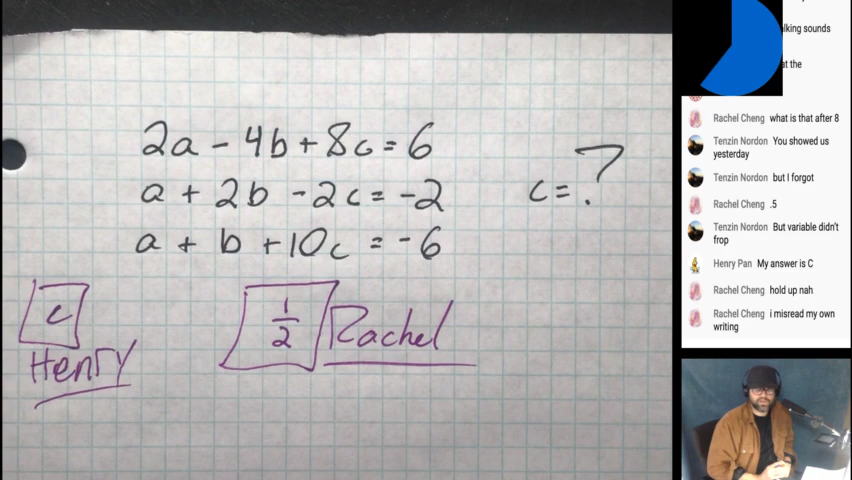 2a - 4b + 8c = 6
a + 2b - 2c = -2
a + b + 10c = -6
c = ?
c
Henry
1/2
Rachel
lking sounds
at the
Rachel Cheng what is that after 8
Tenzin Nordon You showed us
yesterday
Tenzin Nordon but I forgot
Rachel Cheng .5
Tenzin Nordon But variable didn't
frop
Henry Pan My answer is C
Rachel Cheng hold up nah
Rachel Cheng i misread my own
writing